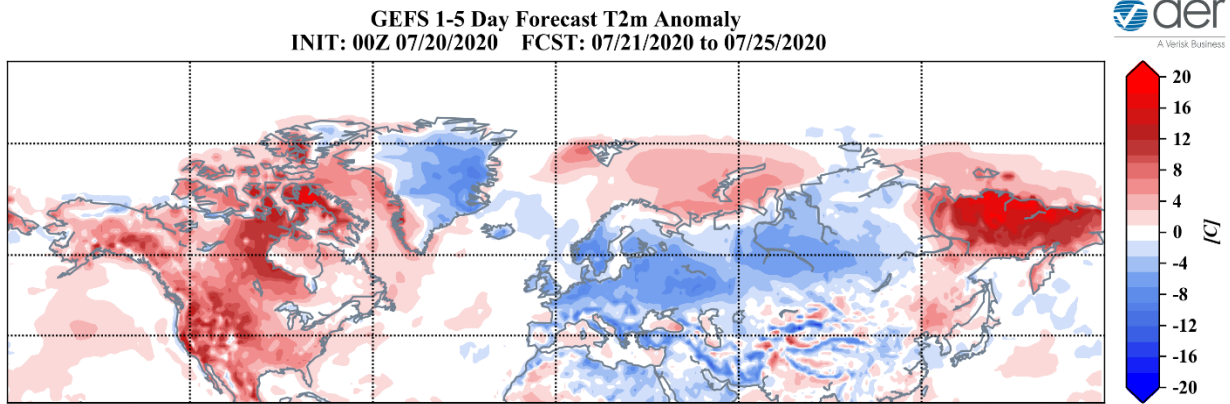 GEFS 1-5 Day Forecast T2m Anomaly
INIT: 00Z 07/20/2020 FCST: 07/21/2020 to 07/25/2020
aer
A Verisk Business
20
16
12
8
4
0
-4
-8
-12
-16
-20
[C]